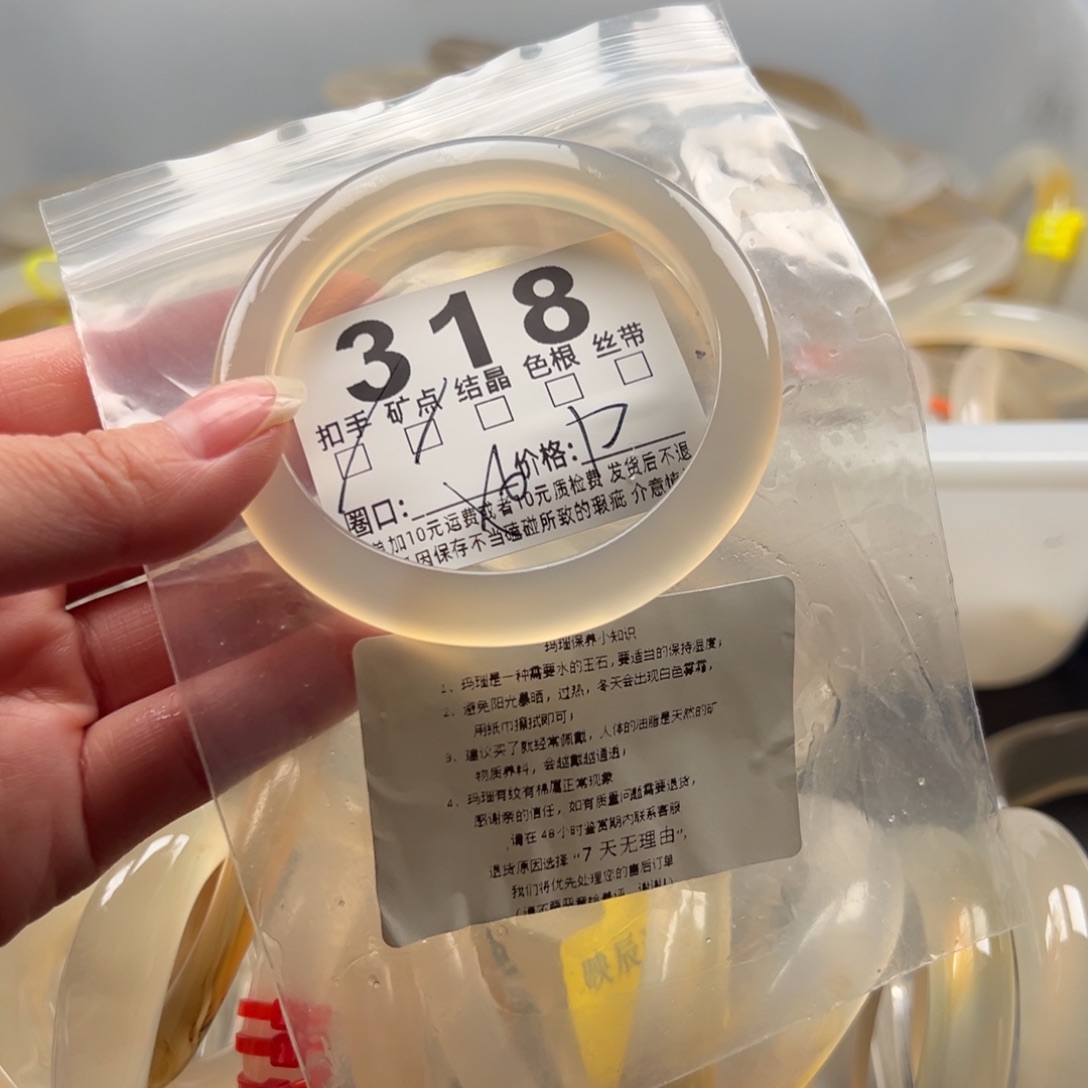 318
扣手 矿点 结晶 色根 丝带
圈口: 价格:
加10元运费或者10元质检费 发货后不退
因保存不当磕碰所致的瑕疵 介意
玛瑙保养小知识
1、玛瑙是一种需要水的玉石,要适当的保持湿度;
2、避免阳光暴晒,过热,冬天会出现白色雾霜,
用纸巾擦拭即可;
3、建议买了就经常佩戴,人体的油脂是天然的矿
物质养料,会越戴越通透;
4、玛瑙有纹有棉属正常现象
感谢亲的信任,如有质量问题需要退货,
请在48小时鉴赏期内联系客服
退货原因选择“7天无理由”,
我们将优先处理您的售后订单
映辰